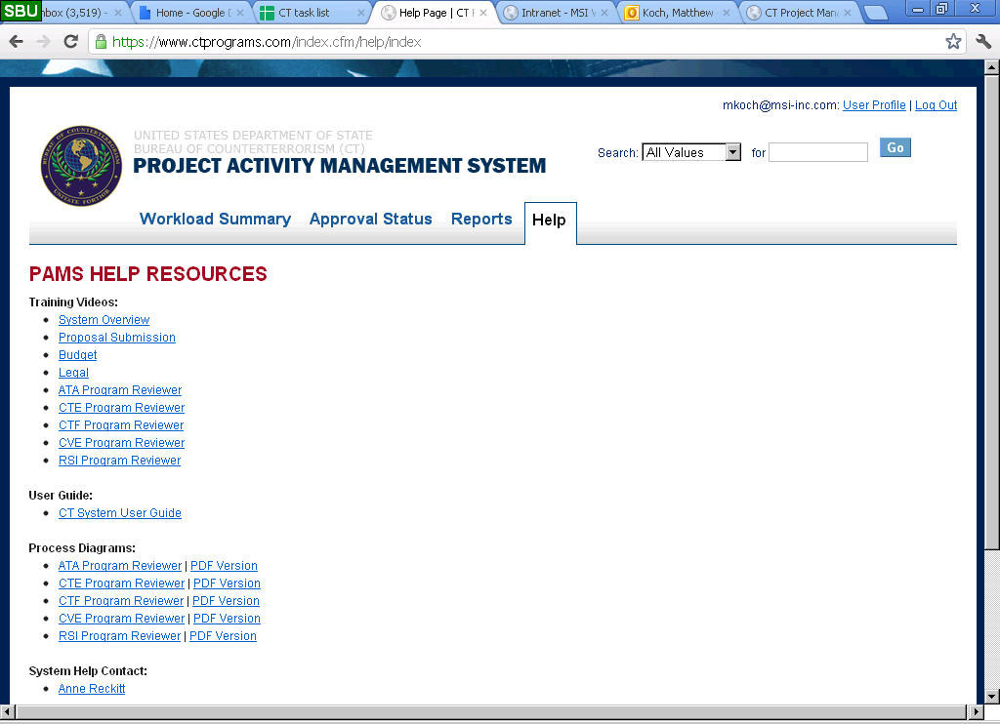 SBU
nbox (3,519) -
Home - Google D
CT task list
Help Page | CT P
Intranet - MSI
Koch, Matthew
CT Project Man
https://www.ctprograms.com/index.cfm/help/index
mkoch@msi-inc.com: User Profile | Log Out
BUREAU OF COUNTERTERRORISM
UNITATE FORTIOR
UNITED STATES DEPARTMENT OF STATE
BUREAU OF COUNTERTERRORISM (CT)
PROJECT ACTIVITY MANAGEMENT SYSTEM
Search: All Values for Go
Workload Summary Approval Status Reports Help
PAMS HELP RESOURCES
Training Videos:
System Overview
Proposal Submission
Budget
Legal
ATA Program Reviewer
CTE Program Reviewer
CTF Program Reviewer
CVE Program Reviewer
RSI Program Reviewer
User Guide:
CT System User Guide
Process Diagrams:
ATA Program Reviewer | PDF Version
CTE Program Reviewer | PDF Version
CTF Program Reviewer | PDF Version
CVE Program Reviewer | PDF Version
RSI Program Reviewer | PDF Version
System Help Contact:
Anne Reckitt